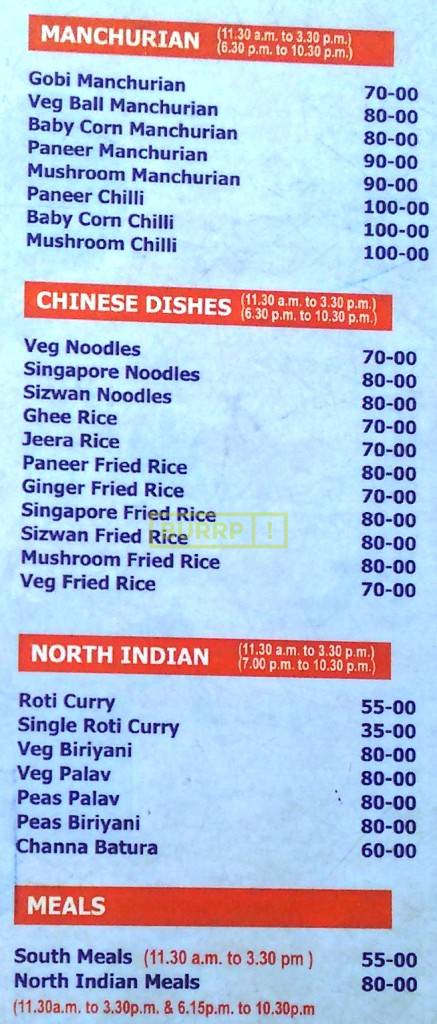 MANCHURIAN (11.30 a.m. to 3.30 p.m.)
(6.30 p.m. to 10.30 p.m.)
Gobi Manchurian 70-00
Veg Ball Manchurian 80-00
Baby Corn Manchurian 80-00
Paneer Manchurian 90-00
Mushroom Manchurian 90-00
Paneer Chilli 100-00
Baby Corn Chilli 100-00
Mushroom Chilli 100-00
CHINESE DISHES (11.30 a.m. to 3.30 p.m.)
(6.30 p.m. to 10.30 p.m.)
Veg Noodles 70-00
Singapore Noodles 80-00
Sizwan Noodles 80-00
Ghee Rice 70-00
Jeera Rice 70-00
Paneer Fried Rice 80-00
Ginger Fried Rice 70-00
Singapore Fried Rice 80-00
BURRP!
Sizwan Fried Rice 80-00
Mushroom Fried Rice 80-00
Veg Fried Rice 70-00
NORTH INDIAN (11.30 a.m. to 3.30 p.m.)
(7.00 p.m. to 10.30 p.m.)
Roti Curry 55-00
Single Roti Curry 35-00
Veg Biriyani 80-00
Veg Palav 80-00
Peas Palav 80-00
Peas Biriyani 80-00
Channa Batura 60-00
MEALS
South Meals (11.30 a.m. to 3.30 pm ) 55-00
North Indian Meals 80-00
(11.30a.m. to 3.30p.m. & 6.15p.m. to 10.30p.m